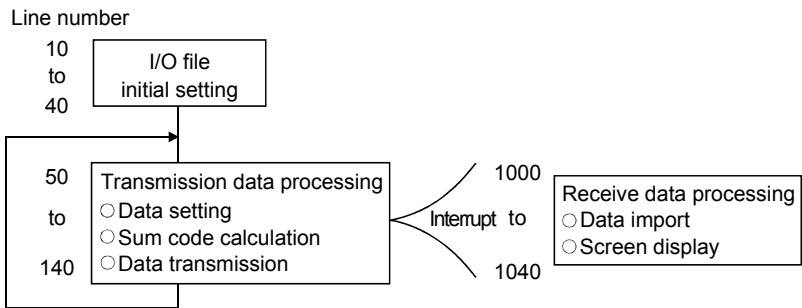 Line number
10
to
40
I/O file
initial setting
50
to
140
Transmission data processing
○Data setting
○Sum code calculation
○Data transmission
Interrupt
1000
to
1040
Receive data processing
○Data import
○Screen display